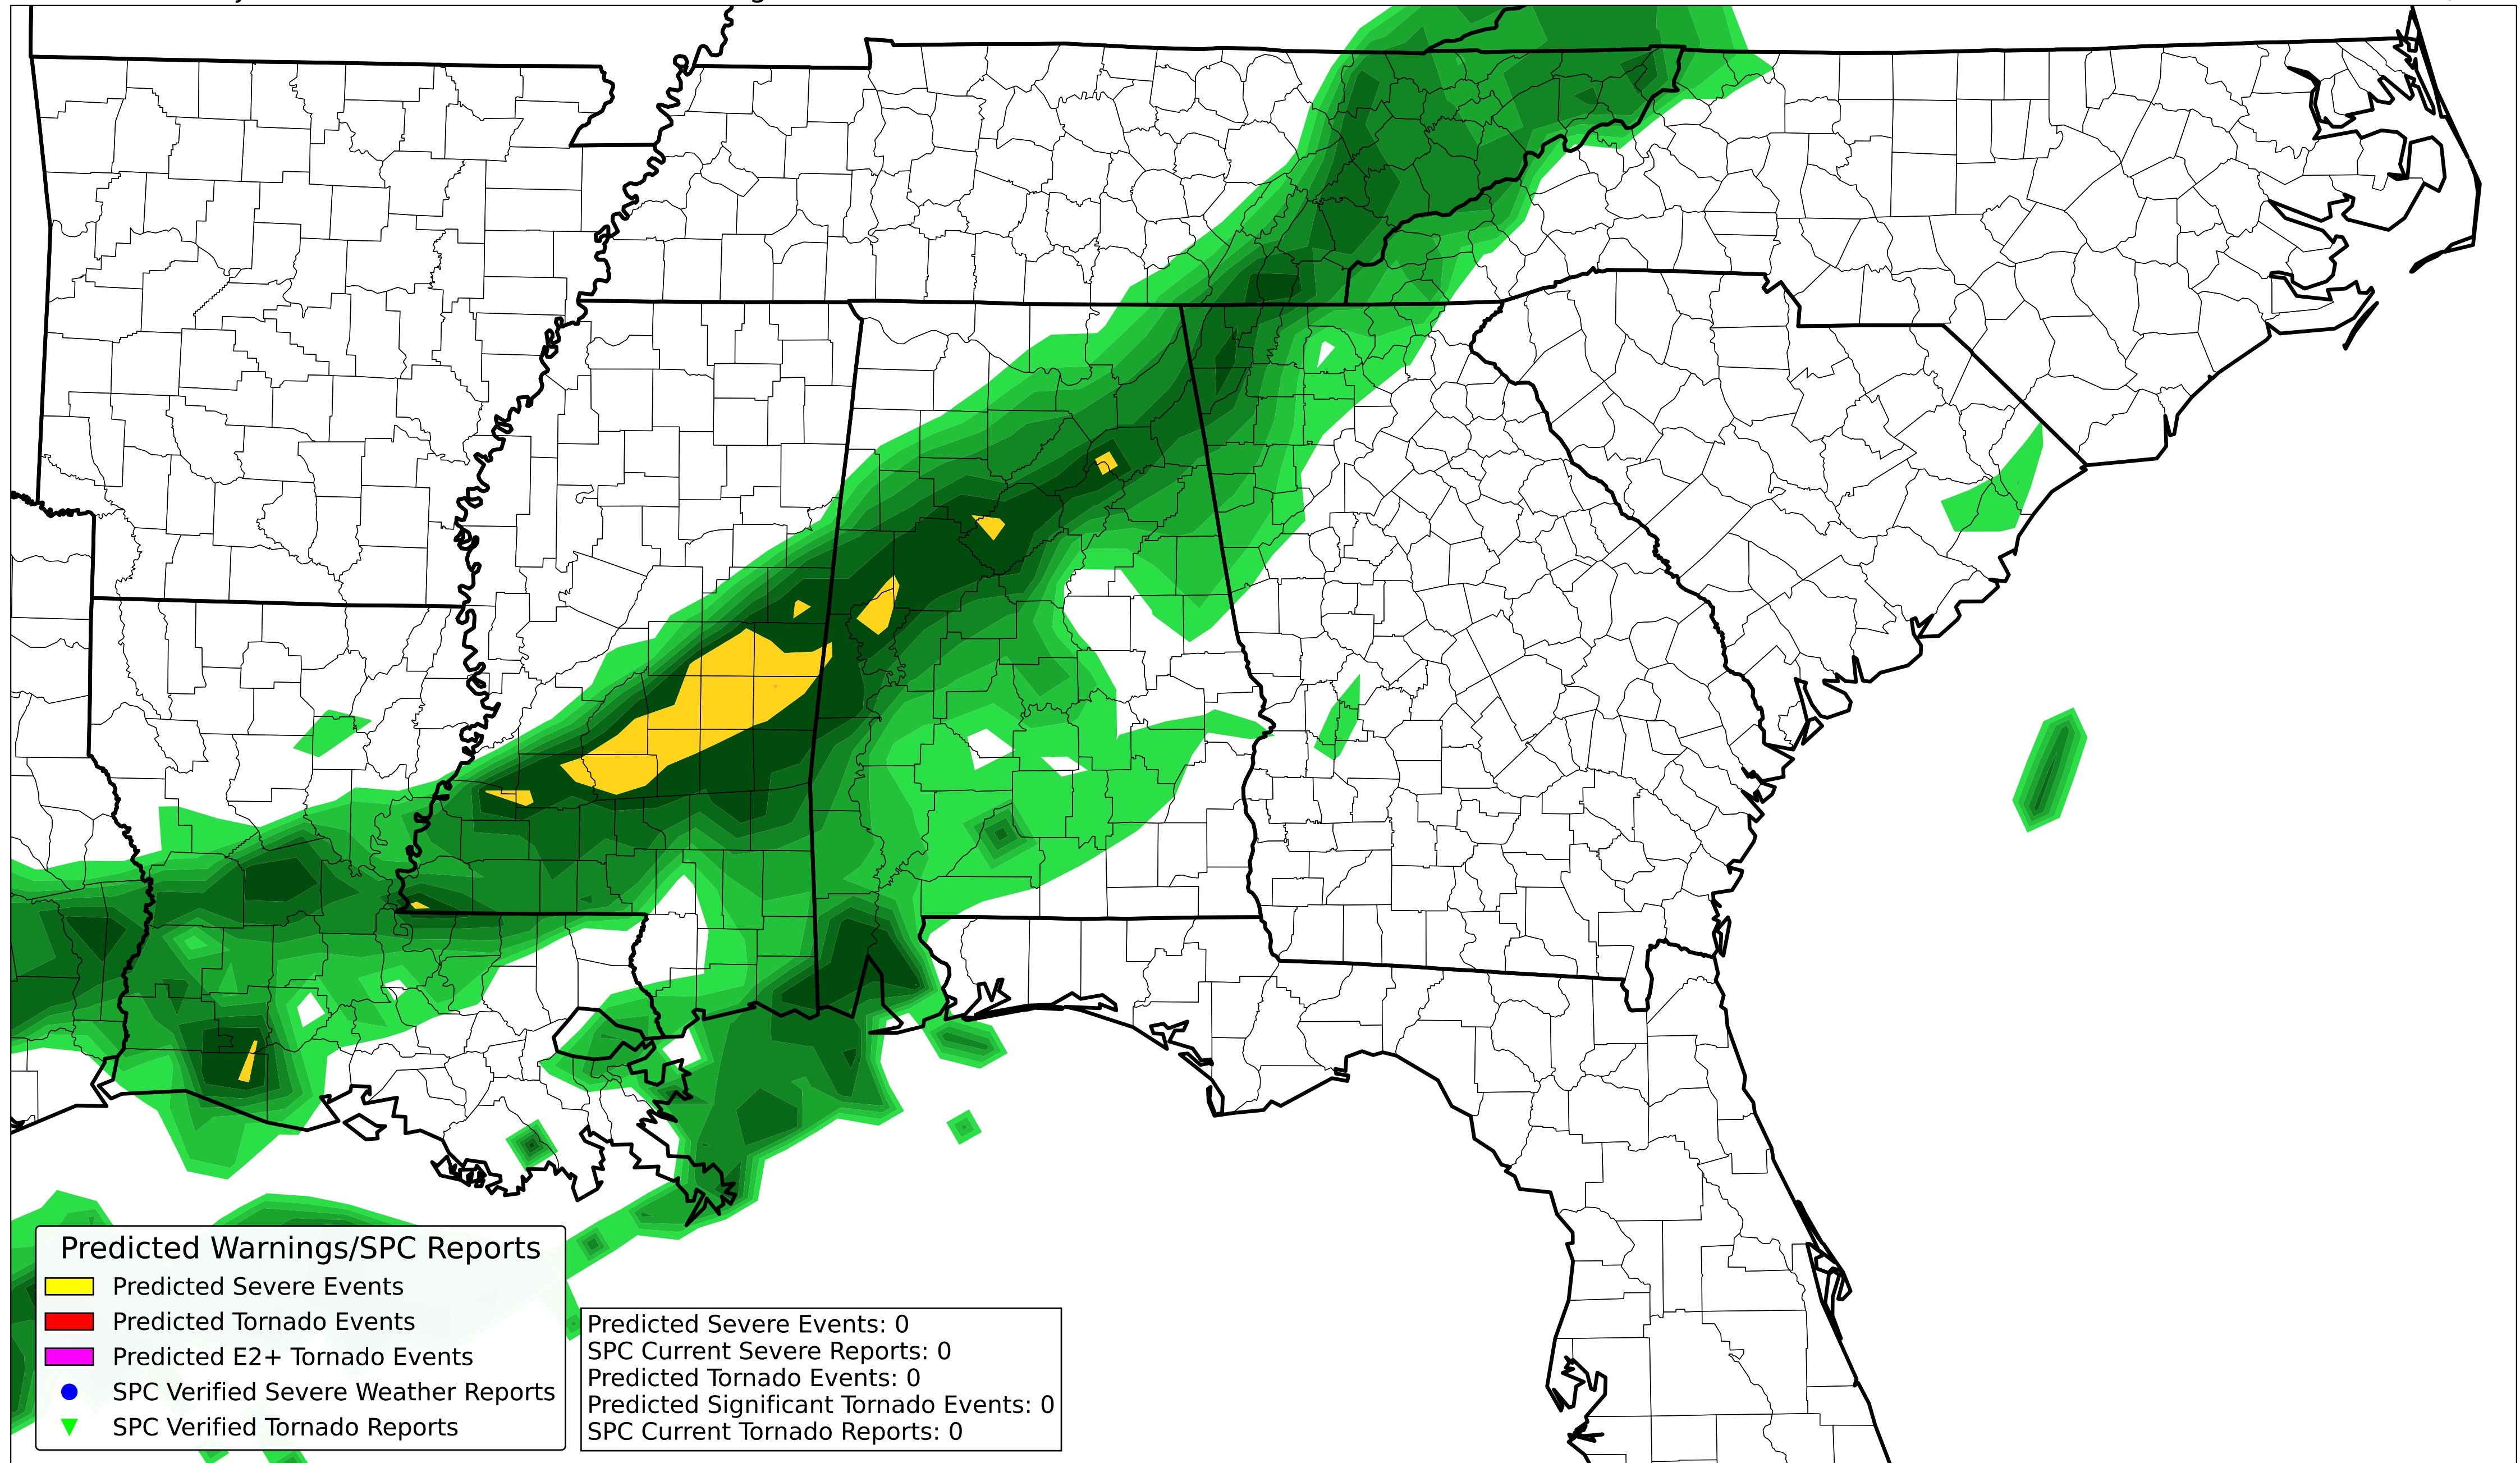 Predicted Warnings/SPC Reports
Predicted Severe Events
Predicted Tornado Events
Predicted E2+ Tornado Events
SPC Verified Severe Weather Reports
SPC Verified Tornado Reports
Predicted Severe Events: 0
SPC Current Severe Reports: 0
Predicted Tornado Events: 0
Predicted Significant Tornado Events: 0
SPC Current Tornado Reports: 0